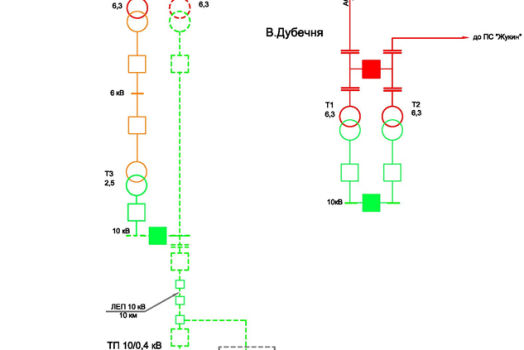 6,3
6,3
В.Дубечня
до ПС "Жукин"
6 кВ
Т1
6,3
Т2
6,3
Т3
2,5
10кВ
10 кВ
ЛЕП 10 кВ
10 км
ТП 10/0,4 кВ